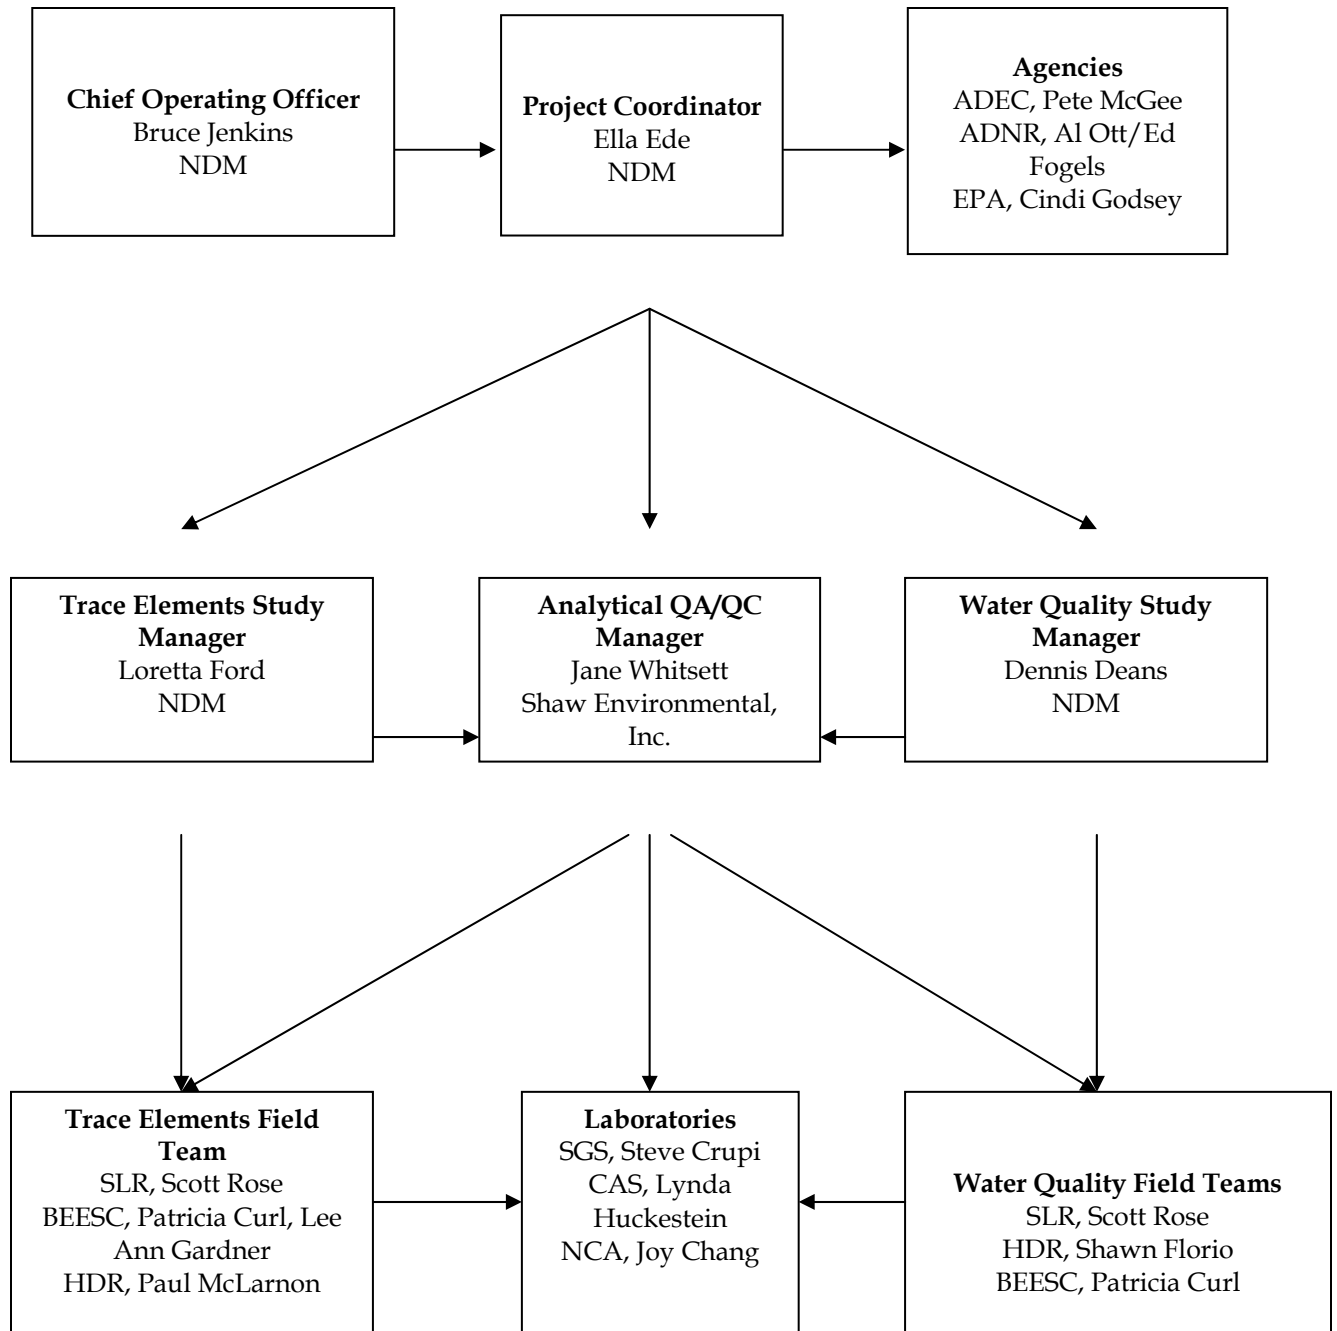 Chief Operating Officer
Bruce Jenkins
NDM
Project Coordinator
Ella Ede
NDM
Agencies
ADEC, Pete McGee
ADNR, Al Ott/Ed
Fogels
EPA, Cindi Godsey
Trace Elements Study
Manager
Loretta Ford
NDM
Analytical QA/QC
Manager
Jane Whitsett
Shaw Environmental,
Inc.
Water Quality Study
Manager
Dennis Deans
NDM
Trace Elements Field
Team
SLR, Scott Rose
BEESC, Patricia Curl, Lee
Ann Gardner
HDR, Paul McLarnon
Laboratories
SGS, Steve Crupi
CAS, Lynda
Huckestein
NCA, Joy Chang
Water Quality Field Teams
SLR, Scott Rose
HDR, Shawn Florio
BEESC, Patricia Curl